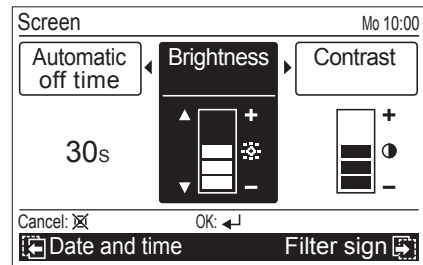 Screen Mo 10:00
Automatic off time Brightness Contrast
30s
+ +
- -
Cancel: OK:
Date and time Filter sign